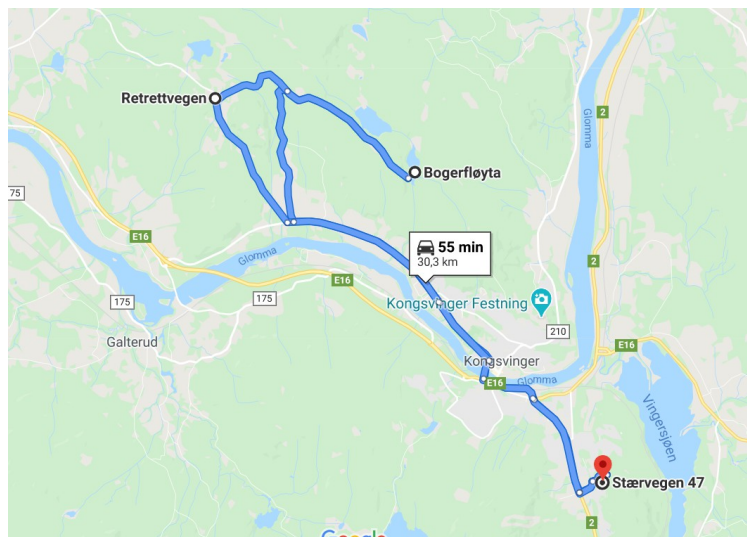 Retrettvegen
Bogerfløyta
2
Glomma
75
E16
Glomma
55 min
30,3 km
2
E16
175
175
Kongsvinger Festning
210
Galterud
Kongsvinger
E16
E16
Glomma
Vingersjøen
Stærvegen 47
2
Google